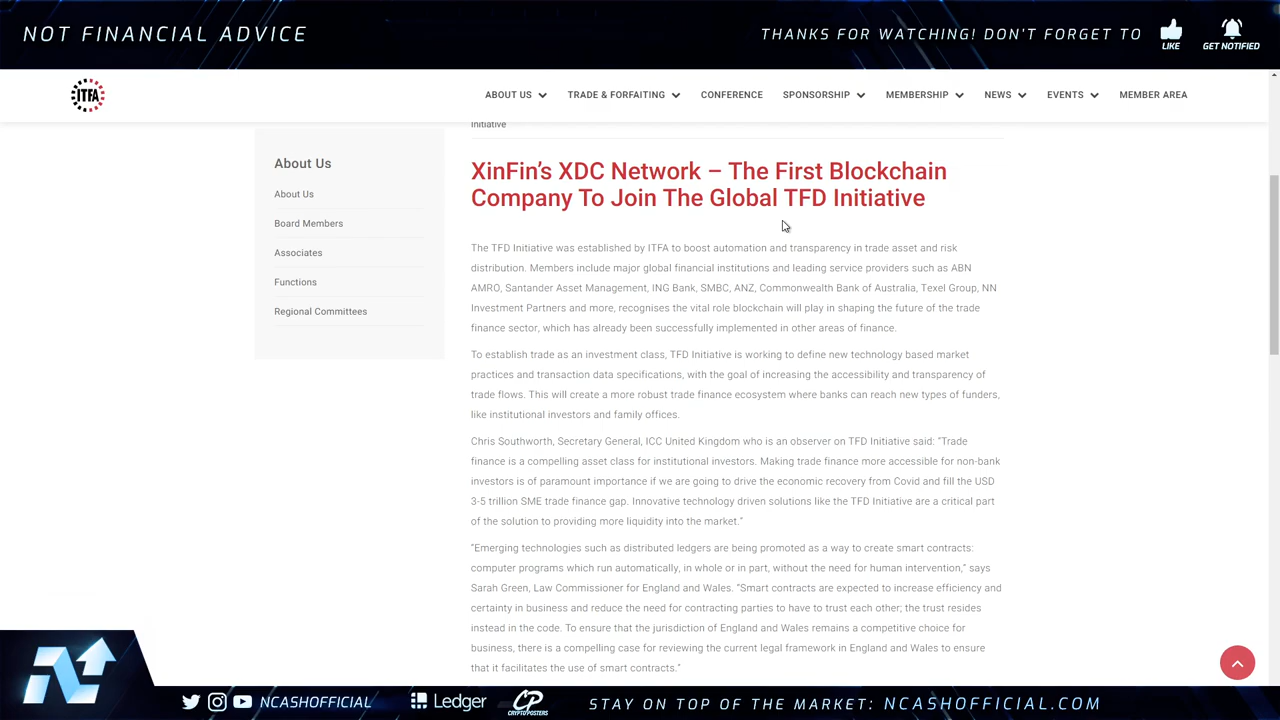 NOT FINANCIAL ADVICE
THANKS FOR WATCHING! DON'T FORGET TO
LIKE
GET NOTIFIED
ITFA
ABOUT US
TRADE & FORFAITING
CONFERENCE
SPONSORSHIP
MEMBERSHIP
NEWS
EVENTS
MEMBER AREA
Initiative
About Us
About Us
Board Members
Associates
Functions
Regional Committees
XinFin's XDC Network – The First Blockchain
Company To Join The Global TFD Initiative
The TFD Initiative was established by ITFA to boost automation and transparency in trade asset and risk
distribution. Members include major global financial institutions and leading service providers such as ABN
AMRO, Santander Asset Management, ING Bank, SMBC, ANZ, Commonwealth Bank of Australia, Texel Group, NN
Investment Partners and more, recognises the vital role blockchain will play in shaping the future of the trade
finance sector, which has already been successfully implemented in other areas of finance.
To establish trade as an investment class, TFD Initiative is working to define new technology based market
practices and transaction data specifications, with the goal of increasing the accessibility and transparency of
trade flows. This will create a more robust trade finance ecosystem where banks can reach new types of funders,
like institutional investors and family offices.
Chris Southworth, Secretary General, ICC United Kingdom who is an observer on TFD Initiative said: “Trade
finance is a compelling asset class for institutional investors. Making trade finance more accessible for non-bank
investors is of paramount importance if we are going to drive the economic recovery from Covid and fill the USD
3-5 trillion SME trade finance gap. Innovative technology driven solutions like the TFD Initiative are a critical part
of the solution to providing more liquidity into the market.”
“Emerging technologies such as distributed ledgers are being promoted as a way to create smart contracts:
computer programs which run automatically, in whole or in part, without the need for human intervention,” says
Sarah Green, Law Commissioner for England and Wales. “Smart contracts are expected to increase efficiency and
certainty in business and reduce the need for contracting parties to have to trust each other; the trust resides
instead in the code. To ensure that the jurisdiction of England and Wales remains a competitive choice for
business, there is a compelling case for reviewing the current legal framework in England and Wales to ensure
that it facilitates the use of smart contracts.”
NCASHOFFICIAL
Ledger
CP
CRYPTOPOSTERS
STAY ON TOP OF THE MARKET: NCASHOFFICIAL.COM